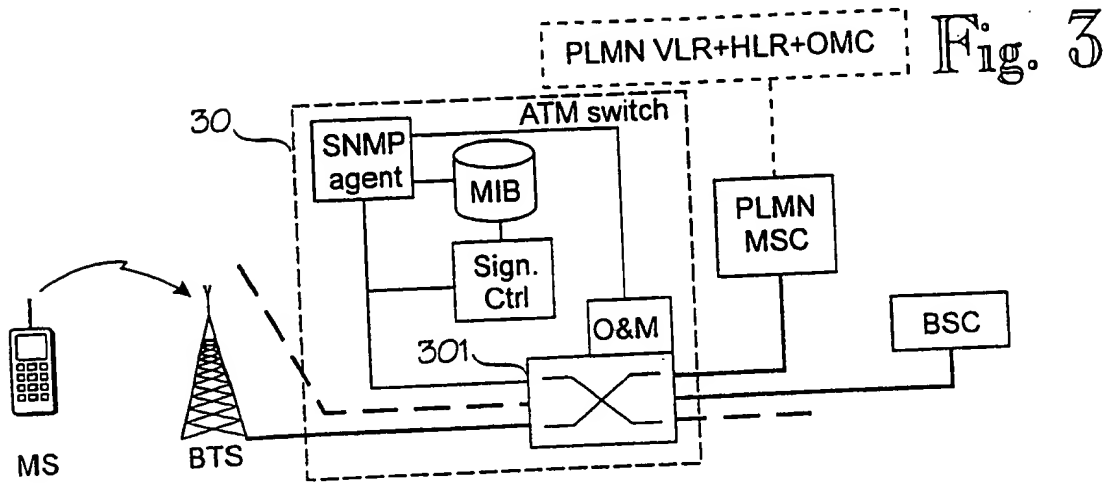 PLMN VLR+HLR+OMC
Fig. 3
30
ATM switch
SNMP
agent
MIB
PLMN
MSC
Sign.
Ctrl
O&M
BSC
301
MS
BTS